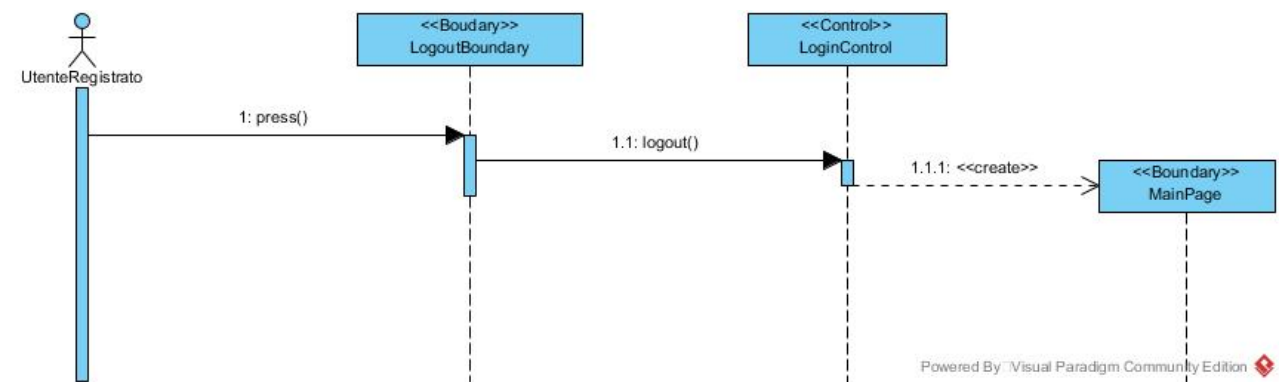 <<Boudary>>
LogoutBoundary
<<Control>>
LoginControl
UtenteRegistrato
1: press()
1.1: logout()
1.1.1: <<create>>
<<Boundary>>
MainPage
Powered By Visual Paradigm Community Edition